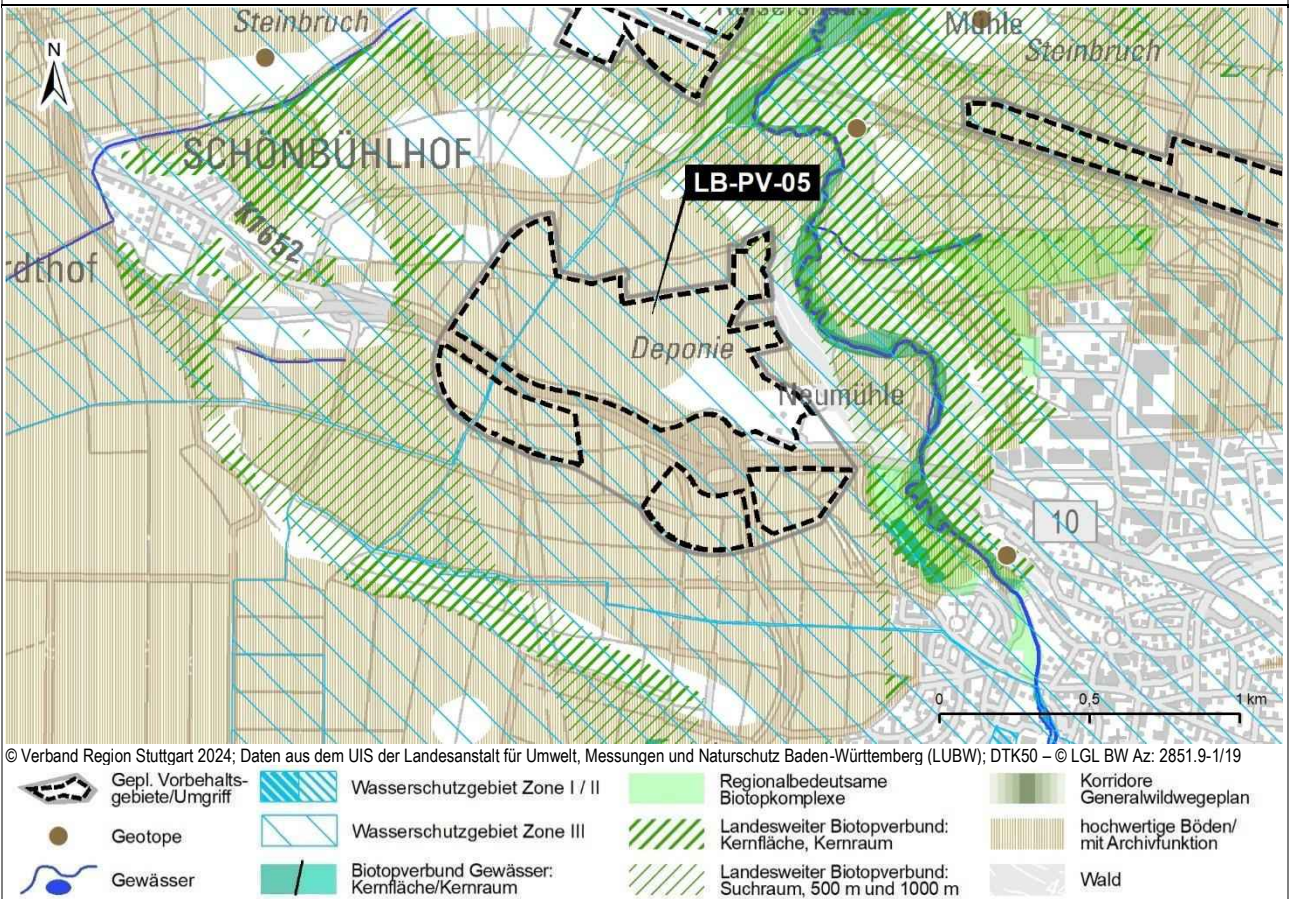 Steinbruch
Mühle
Steinbruch
N
SCHÖNBÜHLHOF
LB-PV-05
K1652
rdthof
Deponie
Neumühle
10
0 0,5 1 km
© Verband Region Stuttgart 2024; Daten aus dem UIS der Landesanstalt für Umwelt, Messungen und Naturschutz Baden-Württemberg (LUBW); DTK50 – © LGL BW Az: 2851.9-1/19
Gepl. Vorbehalts-
gebiete/Umgriff
Geotope
Gewässer
Wasserschutzgebiet Zone I / II
Wasserschutzgebiet Zone III
Biotopverbund Gewässer:
Kernfläche/Kernraum
Regionalbedeutsame
Biotopkomplexe
Landesweiter Biotopverbund:
Kernfläche, Kernraum
Landesweiter Biotopverbund:
Suchraum, 500 m und 1000 m
Korridore
Generalwildwegeplan
hochwertige Böden/
mit Archivfunktion
Wald